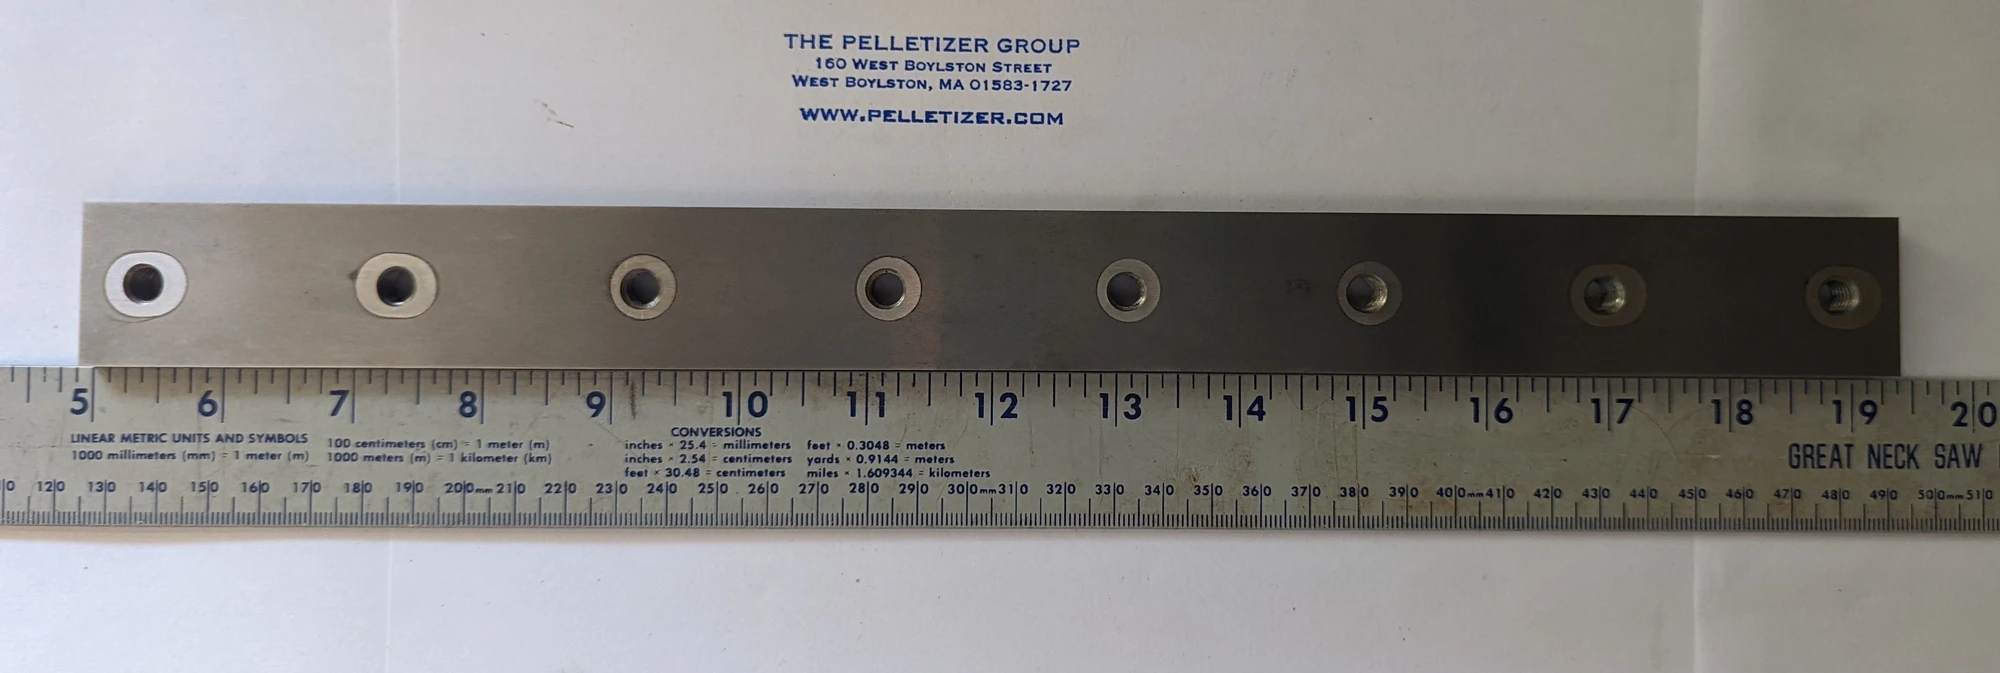 THE PELLETIZER GROUP
160 WEST BOYLSTON STREET
WEST BOYLSTON, MA 01583-1727
WWW.PELLETIZER.COM
5 6 7 8 9 10 11 12 13 14 15 16 17 18 19 20
LINEAR METRIC UNITS AND SYMBOLS 100 centimeters (cm) = 1 meter (m)
1000 millimeters (mm) = 1 meter (m) 1000 meters (m) = 1 kilometer (km)
CONVERSIONS
inches × 25.4 = millimeters feet × 0.3048 = meters
inches × 2.54 = centimeters yards × 0.9144 = meters
feet × 30.48 = centimeters miles × 1.609344 = kilometers
GREAT NECK SAW
120 130 140 150 160 170 180 190 200mm 210 220 230 240 250 260 270 280 290 300mm 310 320 330 340 350 360 370 380 390 400mm 410 420 430 440 450 460 470 480 490 500mm 510